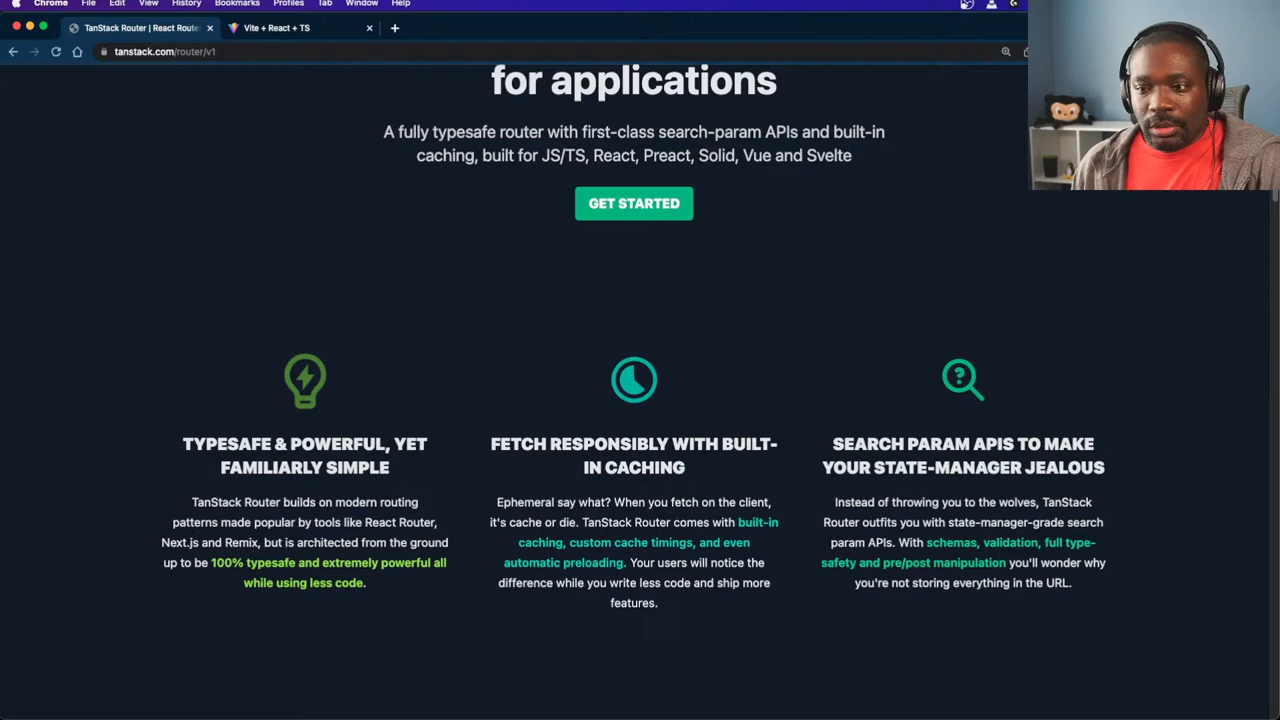 Chrome File Edit View History Bookmarks Profiles Tab Window Help
TanStack Router | React Router
Vite + React + TS
tanstack.com/router/v1
for applications
A fully typesafe router with first-class search-param APIs and built-in
caching, built for JS/TS, React, Preact, Solid, Vue and Svelte
GET STARTED
TYPESAFE & POWERFUL, YET
FAMILIARLY SIMPLE
TanStack Router builds on modern routing
patterns made popular by tools like React Router,
Next.js and Remix, but is architected from the ground
up to be 100% typesafe and extremely powerful all
while using less code.
FETCH RESPONSIBLY WITH BUILT-
IN CACHING
Ephemeral say what? When you fetch on the client,
it's cache or die. TanStack Router comes with built-in
caching, custom cache timings, and even
automatic preloading. Your users will notice the
difference while you write less code and ship more
features.
SEARCH PARAM APIS TO MAKE
YOUR STATE-MANAGER JEALOUS
Instead of throwing you to the wolves, TanStack
Router outfits you with state-manager-grade search
param APIs. With schemas, validation, full type-
safety and pre/post manipulation you'll wonder why
you're not storing everything in the URL.